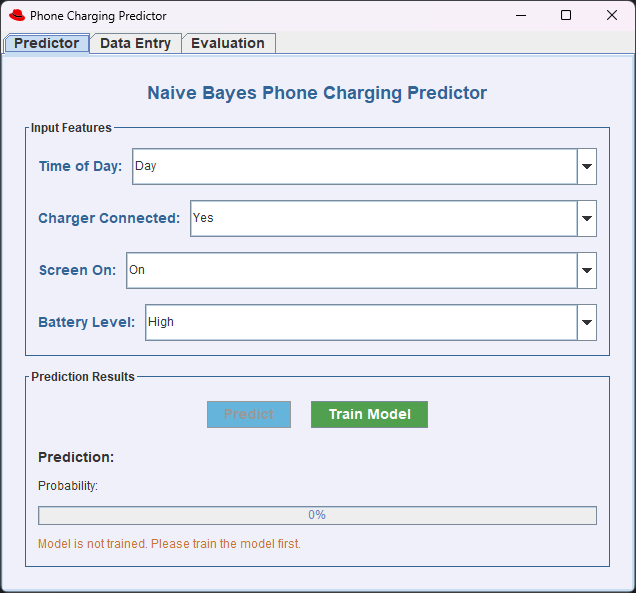 Phone Charging Predictor
Predictor Data Entry Evaluation
Naive Bayes Phone Charging Predictor
Input Features
Time of Day: Day
Charger Connected: Yes
Screen On: On
Battery Level: High
Prediction Results
Predict Train Model
Prediction:
Probability:
0%
Model is not trained. Please train the model first.